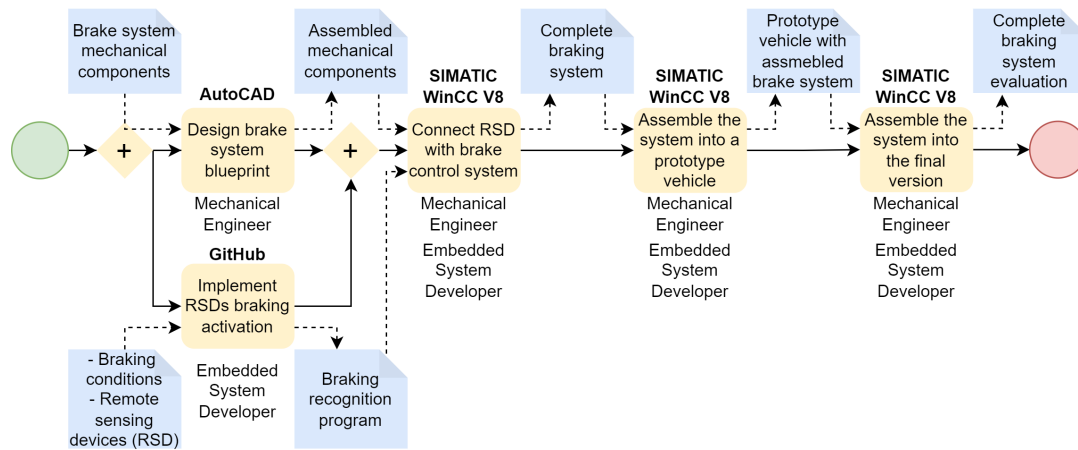 Brake system
mechanical
components
Assembled
mechanical
components
Complete
braking
system
Prototype
vehicle with
assmebled
brake system
Complete
braking
system
evaluation
AutoCAD
SIMATIC
WinCC V8
SIMATIC
WinCC V8
SIMATIC
WinCC V8
+
Design brake
system
blueprint
+
Connect RSD
with brake
control system
Assemble the
system into a
prototype
vehicle
Assemble the
system into
the final
version
Mechanical
Engineer
Mechanical
Engineer
Embedded
System
Developer
Mechanical
Engineer
Embedded
System
Developer
Mechanical
Engineer
Embedded
System
Developer
GitHub
Implement
RSDs braking
activation
- Braking
conditions
- Remote
sensing
devices (RSD)
Embedded
System
Developer
Braking
recognition
program